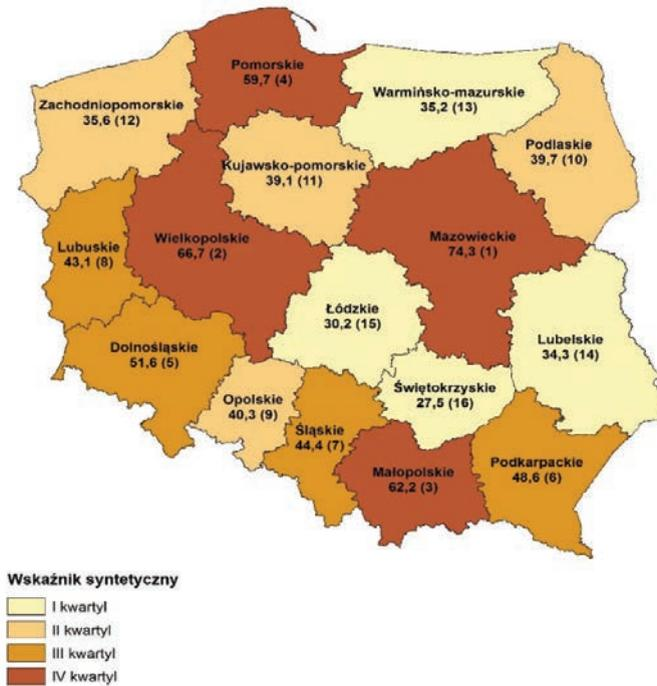 Pomorskie
59,7 (4)
Warmińsko-mazurskie
35,2 (13)
Zachodniopomorskie
35,6 (12)
Podlaskie
39,7 (10)
Kujawsko-pomorskie
39,1 (11)
Lubuskie
43,1 (8)
Wielkopolskie
66,7 (2)
Mazowieckie
74,3 (1)
Łódzkie
30,2 (15)
Lubelskie
34,3 (14)
Dolnośląskie
51,6 (5)
Opolskie
40,3 (9)
Śląskie
44,4 (7)
Świętokrzyskie
27,5 (16)
Małopolskie
62,2 (3)
Podkarpackie
48,6 (6)
Wskaźnik syntetyczny
I kwartyl
II kwartyl
III kwartyl
IV kwartyl